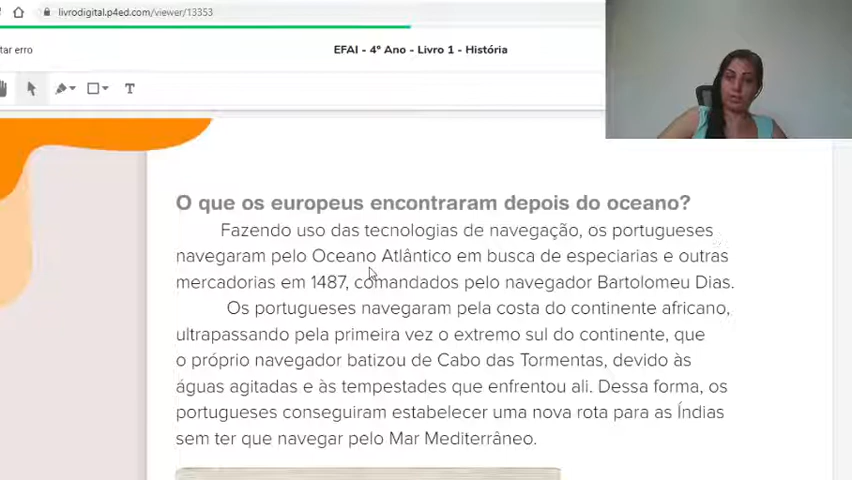 livrodigital.p4ed.com/viewer/13353
tar erro
EFAI - 4º Ano - Livro 1 - História
T
O que os europeus encontraram depois do oceano?
Fazendo uso das tecnologias de navegação, os portugueses
navegaram pelo Oceano Atlântico em busca de especiarias e outras
mercadorias em 1487, comandados pelo navegador Bartolomeu Dias.
Os portugueses navegaram pela costa do continente africano,
ultrapassando pela primeira vez o extremo sul do continente, que
o próprio navegador batizou de Cabo das Tormentas, devido às
águas agitadas e às tempestades que enfrentou ali. Dessa forma, os
portugueses conseguiram estabelecer uma nova rota para as Índias
sem ter que navegar pelo Mar Mediterrâneo.